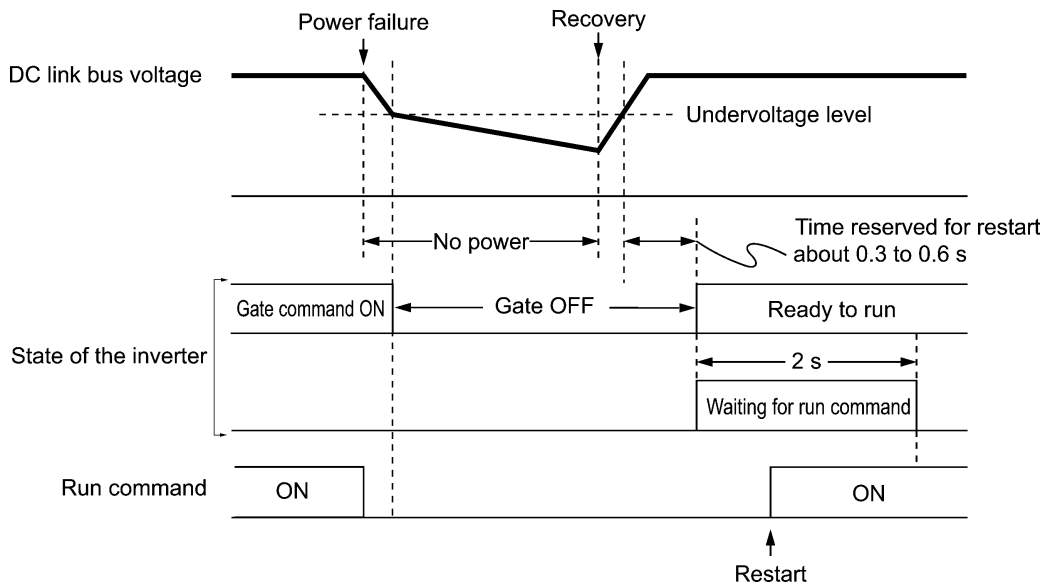 Power failure
Recovery
DC link bus voltage
Undervoltage level
No power
Time reserved for restart
about 0.3 to 0.6 s
Gate command ON
Gate OFF
Ready to run
State of the inverter
2 s
Waiting for run command
Run command
ON
ON
Restart